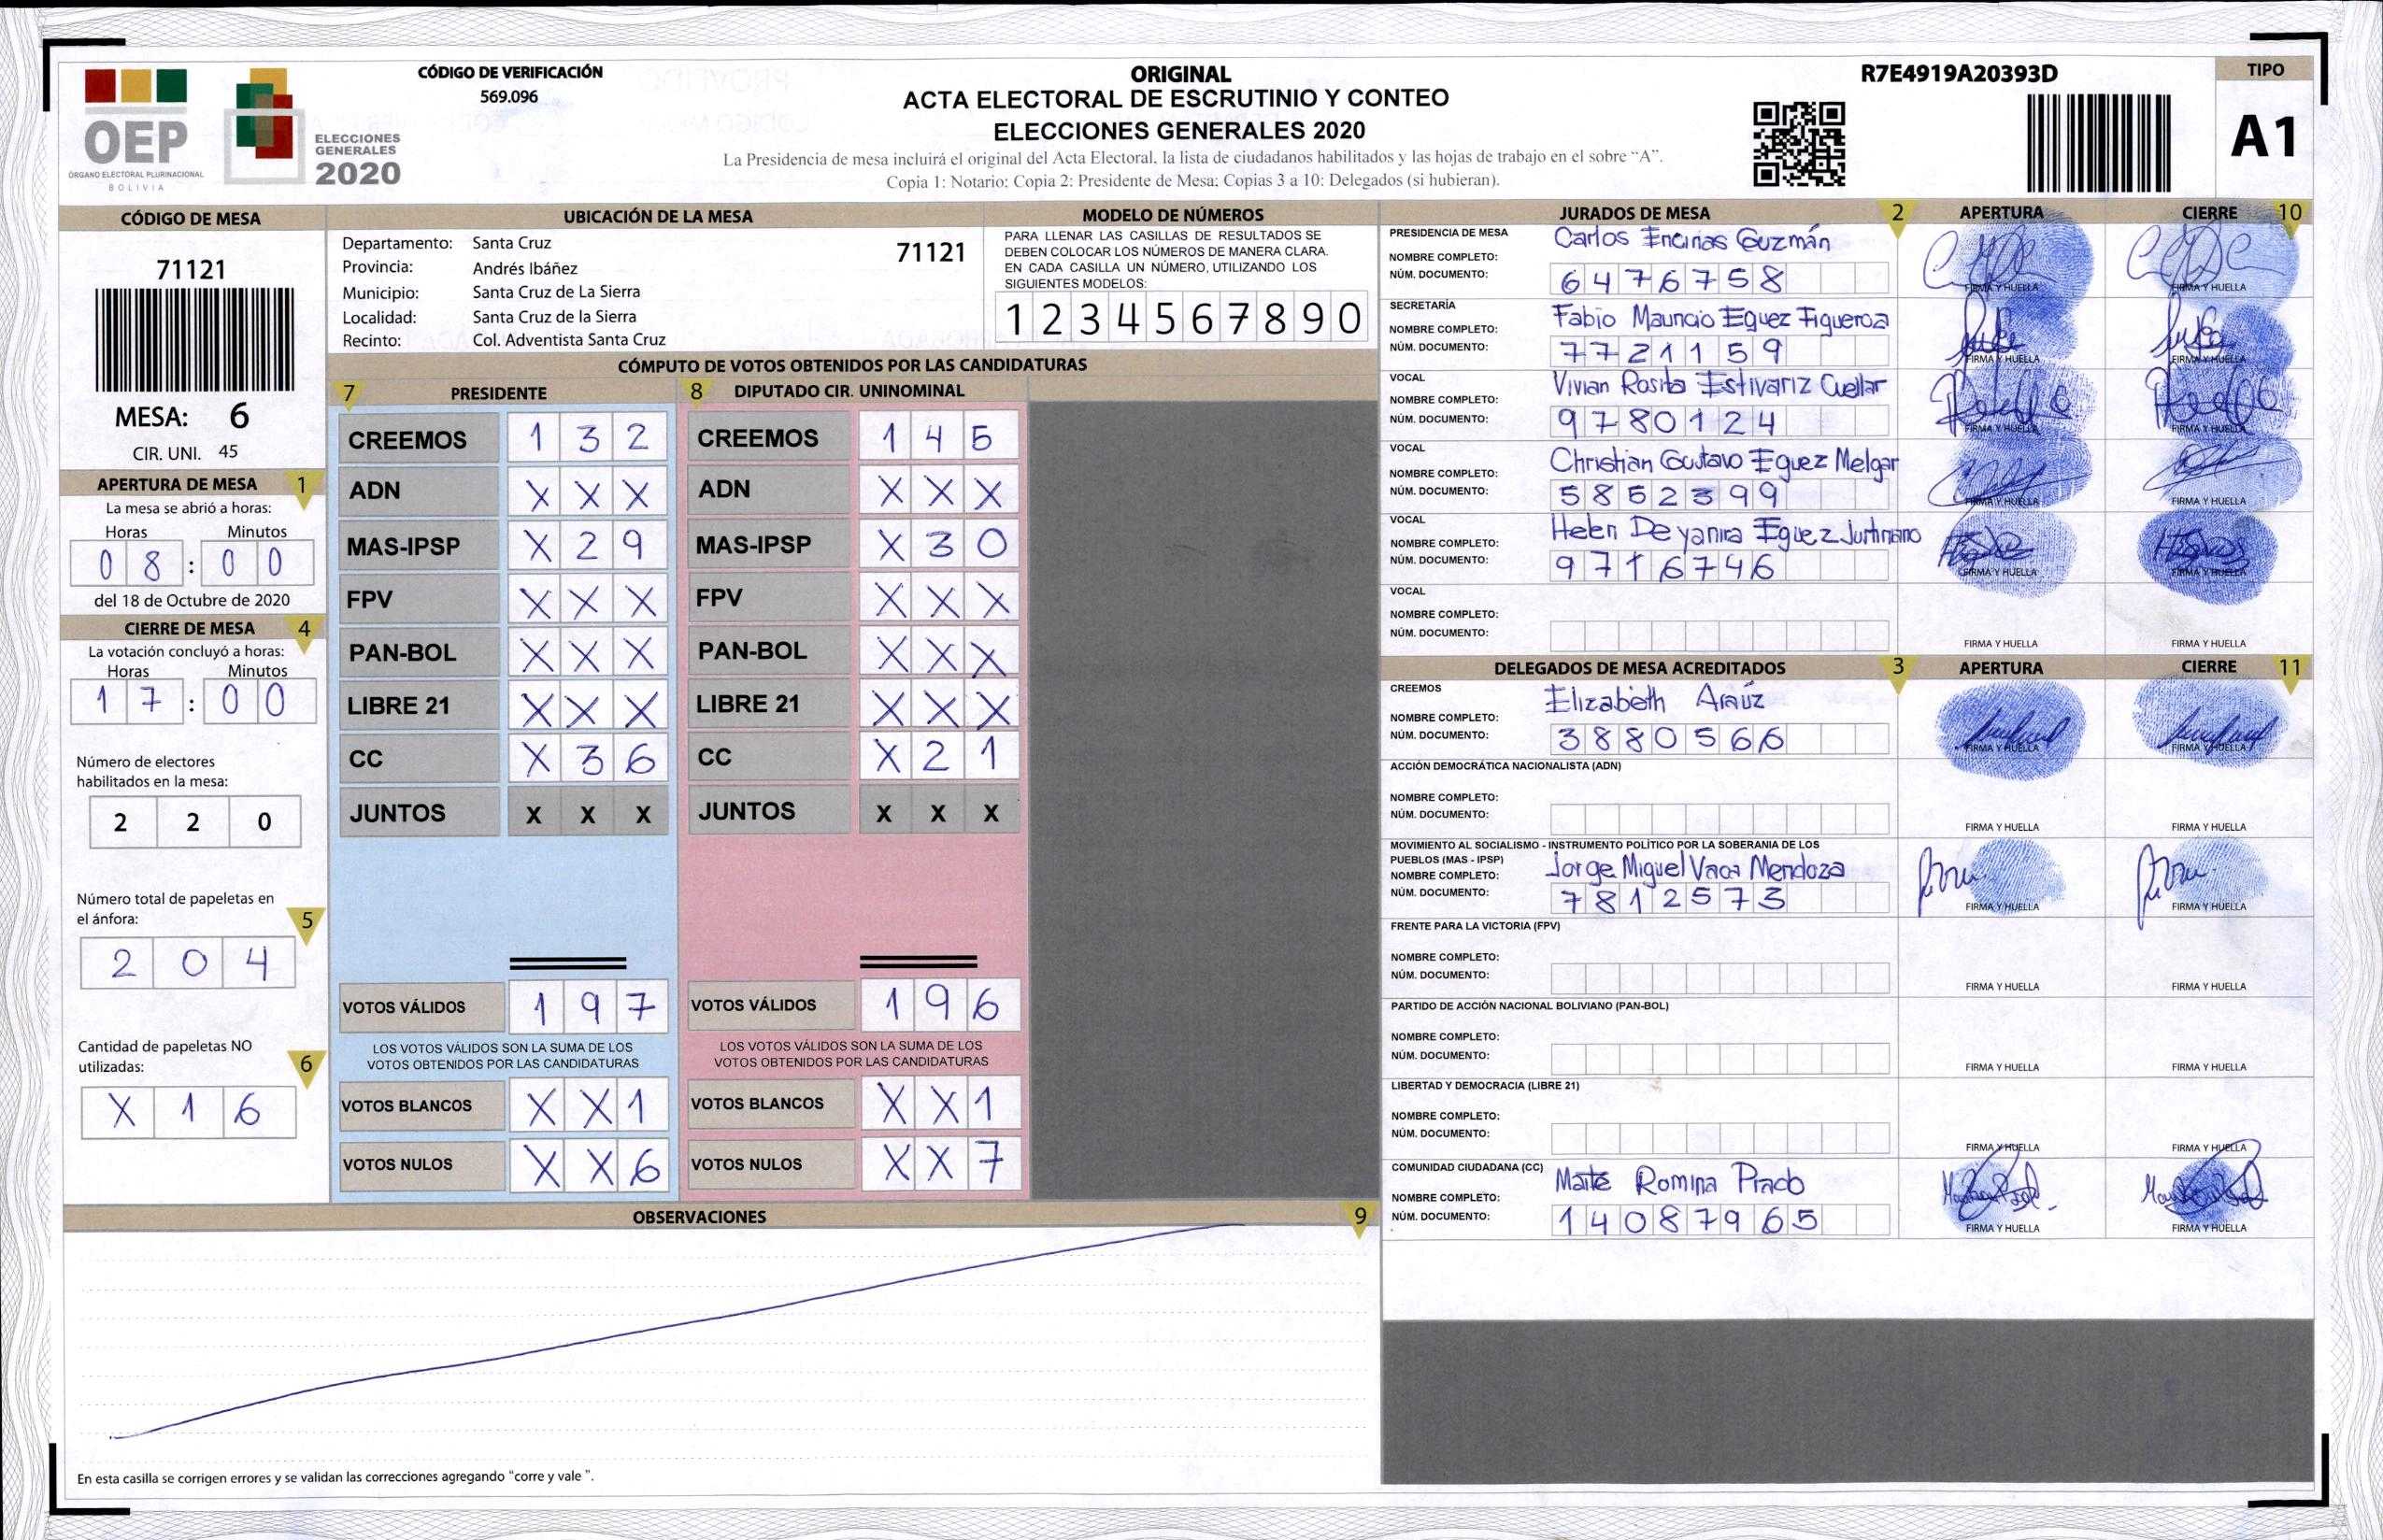 CÓDIGO DE VERIFICACIÓN
569.096
OEP
ÓRGANO ELECTORAL PLURINACIONAL
BOLIVIA
ELECCIONES
GENERALES
2020
ORIGINAL
ACTA ELECTORAL DE ESCRUTINIO Y CONTEO
ELECCIONES GENERALES 2020
La Presidencia de mesa incluirá el original del Acta Electoral, la lista de ciudadanos habilitados y las hojas de trabajo en el sobre “A”.
Copia 1: Notario; Copia 2: Presidente de Mesa; Copias 3 a 10: Delegados (si hubieran).
R7E4919A20393D
TIPO
A1
CÓDIGO DE MESA
71121
MESA: 6
CIR. UNI. 45
APERTURA DE MESA 1
La mesa se abrió a horas:
Horas Minutos
0 8 : 0 0
del 18 de Octubre de 2020
CIERRE DE MESA 4
La votación concluyó a horas:
Horas Minutos
1 7 : 0 0
Número de electores
habilitados en la mesa:
2 2 0
Número total de papeletas en
el ánfora: 5
2 0 4
Cantidad de papeletas NO
utilizadas: 6
X 1 6
UBICACIÓN DE LA MESA
Departamento: Santa Cruz 71121
Provincia: Andrés Ibáñez
Municipio: Santa Cruz de La Sierra
Localidad: Santa Cruz de la Sierra
Recinto: Col. Adventista Santa Cruz
MODELO DE NÚMEROS
PARA LLENAR LAS CASILLAS DE RESULTADOS SE
DEBEN COLOCAR LOS NÚMEROS DE MANERA CLARA.
EN CADA CASILLA UN NÚMERO, UTILIZANDO LOS
SIGUIENTES MODELOS:
1 2 3 4 5 6 7 8 9 0
CÓMPUTO DE VOTOS OBTENIDOS POR LAS CANDIDATURAS
7 PRESIDENTE
CREEMOS 1 3 2
ADN X X X
MAS-IPSP X 2 9
FPV X X X
PAN-BOL X X X
LIBRE 21 X X X
CC X 3 6
JUNTOS X X X
VOTOS VÁLIDOS 1 9 7
LOS VOTOS VÁLIDOS SON LA SUMA DE LOS
VOTOS OBTENIDOS POR LAS CANDIDATURAS
VOTOS BLANCOS X X 1
VOTOS NULOS X X 6
8 DIPUTADO CIR. UNINOMINAL
CREEMOS 1 4 5
ADN X X X
MAS-IPSP X 3 0
FPV X X X
PAN-BOL X X X
LIBRE 21 X X X
CC X 2 1
JUNTOS X X X
VOTOS VÁLIDOS 1 9 6
LOS VOTOS VÁLIDOS SON LA SUMA DE LOS
VOTOS OBTENIDOS POR LAS CANDIDATURAS
VOTOS BLANCOS X X 1
VOTOS NULOS X X 7
OBSERVACIONES 9
En esta casilla se corrigen errores y se validan las correcciones agregando “corre y vale ”.
JURADOS DE MESA 2 APERTURA CIERRE 10
PRESIDENCIA DE MESA Carlos Encinas Guzmán
NOMBRE COMPLETO:
NÚM. DOCUMENTO: 6476758 FIRMA Y HUELLA FIRMA Y HUELLA
SECRETARÍA Fabio Mauricio Eguez Figueroa
NOMBRE COMPLETO:
NÚM. DOCUMENTO: 7721159 FIRMA Y HUELLA FIRMA Y HUELLA
VOCAL Vivian Rosita Estivariz Cuellar
NOMBRE COMPLETO:
NÚM. DOCUMENTO: 9780124 FIRMA Y HUELLA FIRMA Y HUELLA
VOCAL Christian Gustavo Eguez Melgar
NOMBRE COMPLETO:
NÚM. DOCUMENTO: 5852399 FIRMA Y HUELLA FIRMA Y HUELLA
VOCAL Helen Deyanira Eguez Justiniano
NOMBRE COMPLETO:
NÚM. DOCUMENTO: 9716746 FIRMA Y HUELLA FIRMA Y HUELLA
VOCAL
NOMBRE COMPLETO:
NÚM. DOCUMENTO: FIRMA Y HUELLA FIRMA Y HUELLA
DELEGADOS DE MESA ACREDITADOS 3 APERTURA CIERRE 11
CREEMOS Elizabeth Araúz
NOMBRE COMPLETO:
NÚM. DOCUMENTO: 3880566 FIRMA Y HUELLA FIRMA Y HUELLA
ACCIÓN DEMOCRÁTICA NACIONALISTA (ADN)
NOMBRE COMPLETO:
NÚM. DOCUMENTO: FIRMA Y HUELLA FIRMA Y HUELLA
MOVIMIENTO AL SOCIALISMO - INSTRUMENTO POLÍTICO POR LA SOBERANIA DE LOS
PUEBLOS (MAS - IPSP) Jorge Miguel Vaca Mendoza
NOMBRE COMPLETO:
NÚM. DOCUMENTO: 7812573 FIRMA Y HUELLA FIRMA Y HUELLA
FRENTE PARA LA VICTORIA (FPV)
NOMBRE COMPLETO:
NÚM. DOCUMENTO: FIRMA Y HUELLA FIRMA Y HUELLA
PARTIDO DE ACCIÓN NACIONAL BOLIVIANO (PAN-BOL)
NOMBRE COMPLETO:
NÚM. DOCUMENTO: FIRMA Y HUELLA FIRMA Y HUELLA
LIBERTAD Y DEMOCRACIA (LIBRE 21)
NOMBRE COMPLETO:
NÚM. DOCUMENTO: FIRMA Y HUELLA FIRMA Y HUELLA
COMUNIDAD CIUDADANA (CC) Maite Romina Prado
NOMBRE COMPLETO:
NÚM. DOCUMENTO: 14087965 FIRMA Y HUELLA FIRMA Y HUELLA